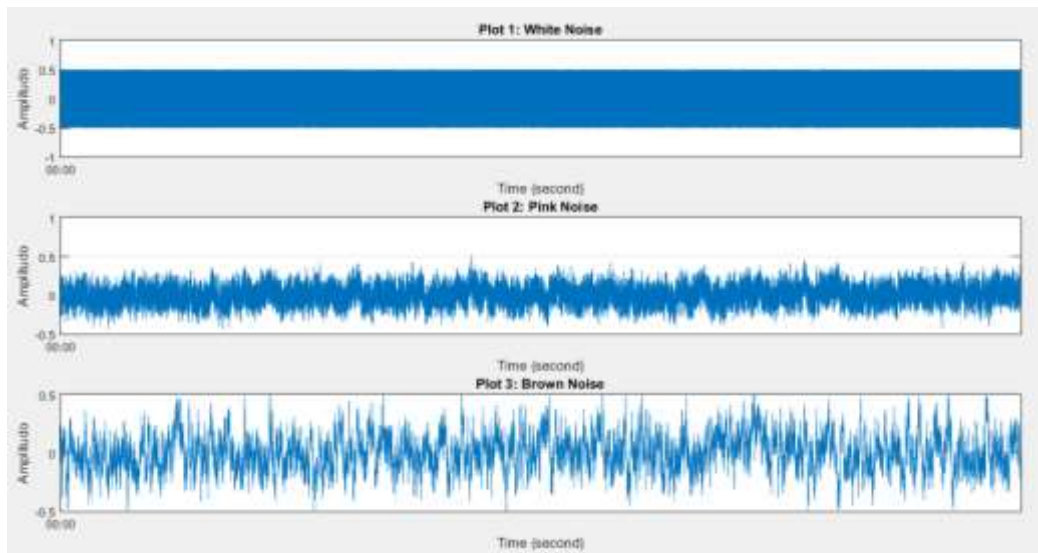 Plot 1: White Noise
1
0.5
0
-0.5
-1
Amplitudo
00:00
Time (second)
Plot 2: Pink Noise
1
0.5
0
-0.5
Amplitudo
00:00
Time (second)
Plot 3: Brown Noise
0.5
0
-0.5
Amplitudo
00:00
Time (second)